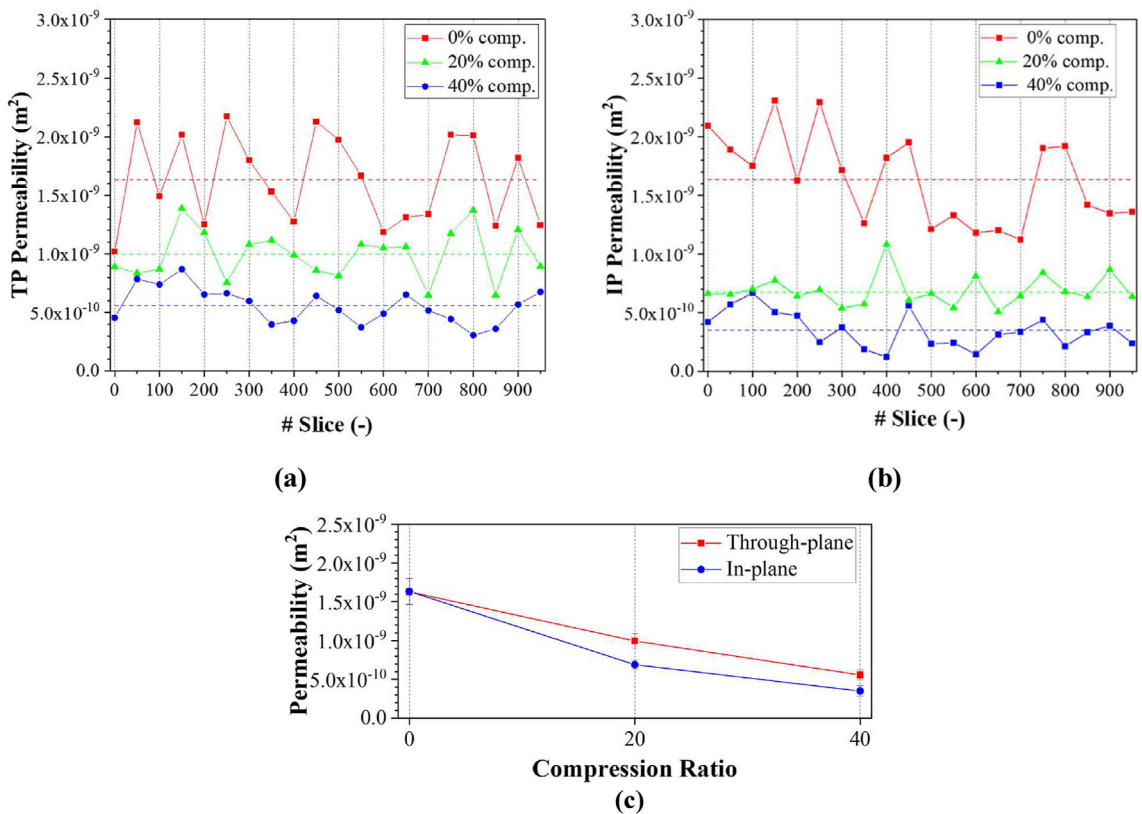 3.0x10⁻⁹
2.5x10⁻⁹
2.0x10⁻⁹
1.5x10⁻⁹
1.0x10⁻⁹
5.0x10⁻¹⁰
0.0
TP Permeability (m²)
0% comp.
20% comp.
40% comp.
0 100 200 300 400 500 600 700 800 900
# Slice (-)
(a)
3.0x10⁻⁹
2.5x10⁻⁹
2.0x10⁻⁹
1.5x10⁻⁹
1.0x10⁻⁹
5.0x10⁻¹⁰
0.0
IP Permeability (m²)
0% comp.
20% comp.
40% comp.
0 100 200 300 400 500 600 700 800 900
# Slice (-)
(b)
2.5x10⁻⁹
2.0x10⁻⁹
1.5x10⁻⁹
1.0x10⁻⁹
5.0x10⁻¹⁰
0.0
Permeability (m²)
Through-plane
In-plane
0 20 40
Compression Ratio
(c)